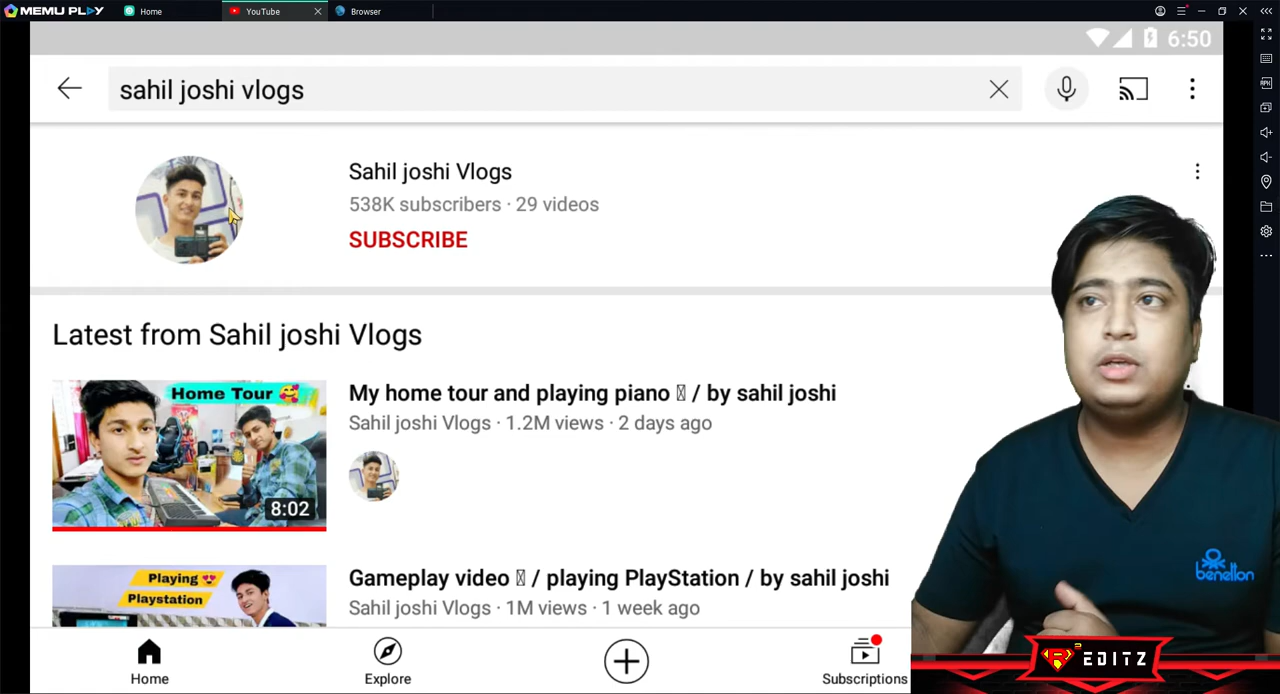 MEMU PLAY
Home
YouTube
Browser
6:50
sahil joshi vlogs
Sahil joshi Vlogs
538K subscribers · 29 videos
SUBSCRIBE
Latest from Sahil joshi Vlogs
Home Tour 🥰
8:02
My home tour and playing piano / by sahil joshi
Sahil joshi Vlogs · 1.2M views · 2 days ago
Playing 😍
Playstation
Gameplay video / playing PlayStation / by sahil joshi
Sahil joshi Vlogs · 1M views · 1 week ago
Home
Explore
Subscriptions
benetton
R EDITZ